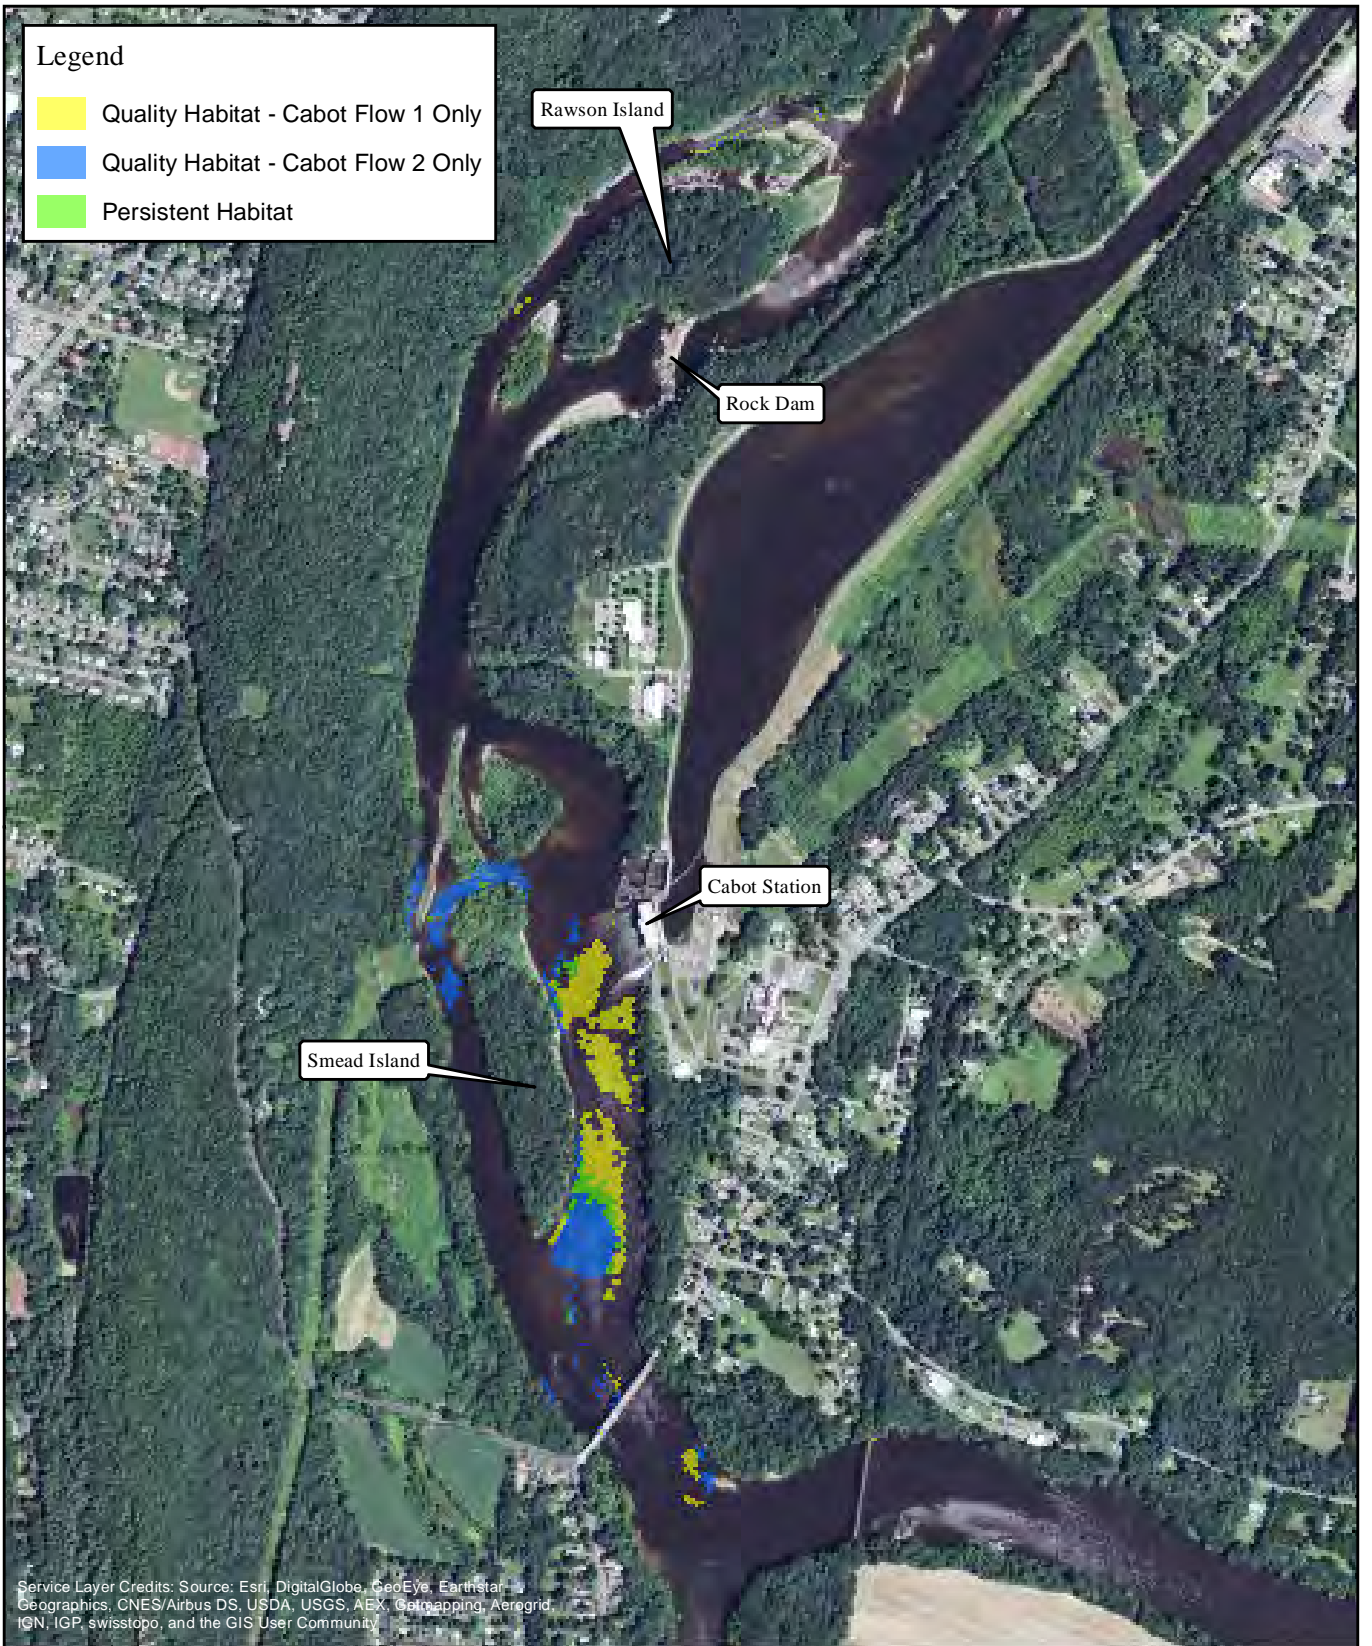 Legend
Quality Habitat - Cabot Flow 1 Only
Quality Habitat - Cabot Flow 2 Only
Persistent Habitat
Rawson Island
Rock Dam
Cabot Station
Smead Island
Service Layer Credits: Source: Esri, DigitalGlobe, GeoEye, Earthstar
Geographics, CNES/Airbus DS, USDA, USGS, AEX, Getmapping, Aerogrid,
IGN, IGP, swisstopo, and the GIS User Community